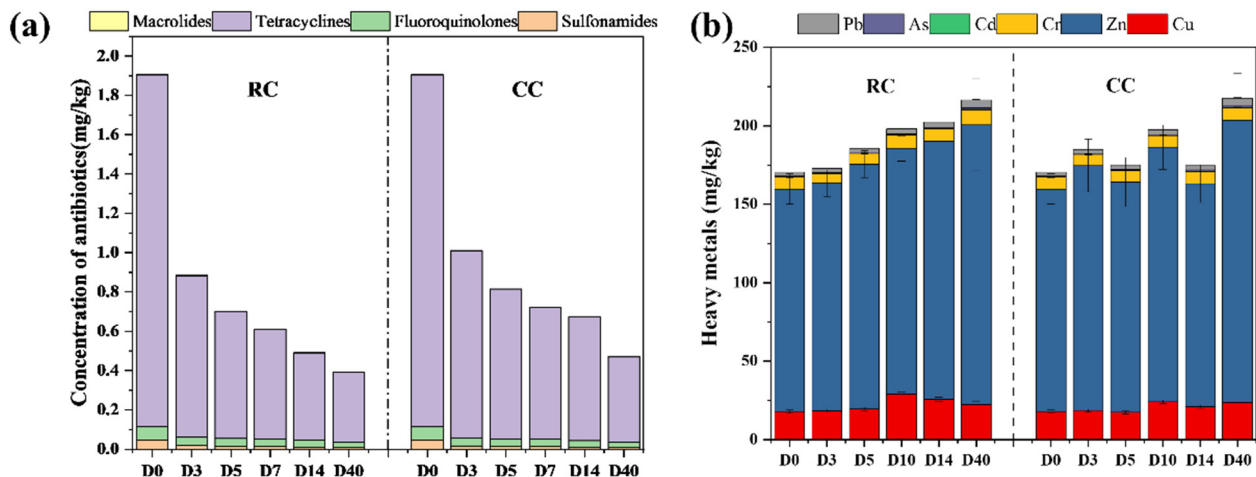 (a)
Macrolides Tetracyclines Fluoroquinolones Sulfonamides
Concentration of antibiotics(mg/kg)
2.0
1.8
1.6
1.4
1.2
1.0
0.8
0.6
0.4
0.2
0.0
RC CC
D0 D3 D5 D7 D14 D40 D0 D3 D5 D7 D14 D40
(b)
Pb As Cd Cr Zn Cu
Heavy metals (mg/kg)
250
200
150
100
50
0
RC CC
D0 D3 D5 D10 D14 D40 D0 D3 D5 D10 D14 D40